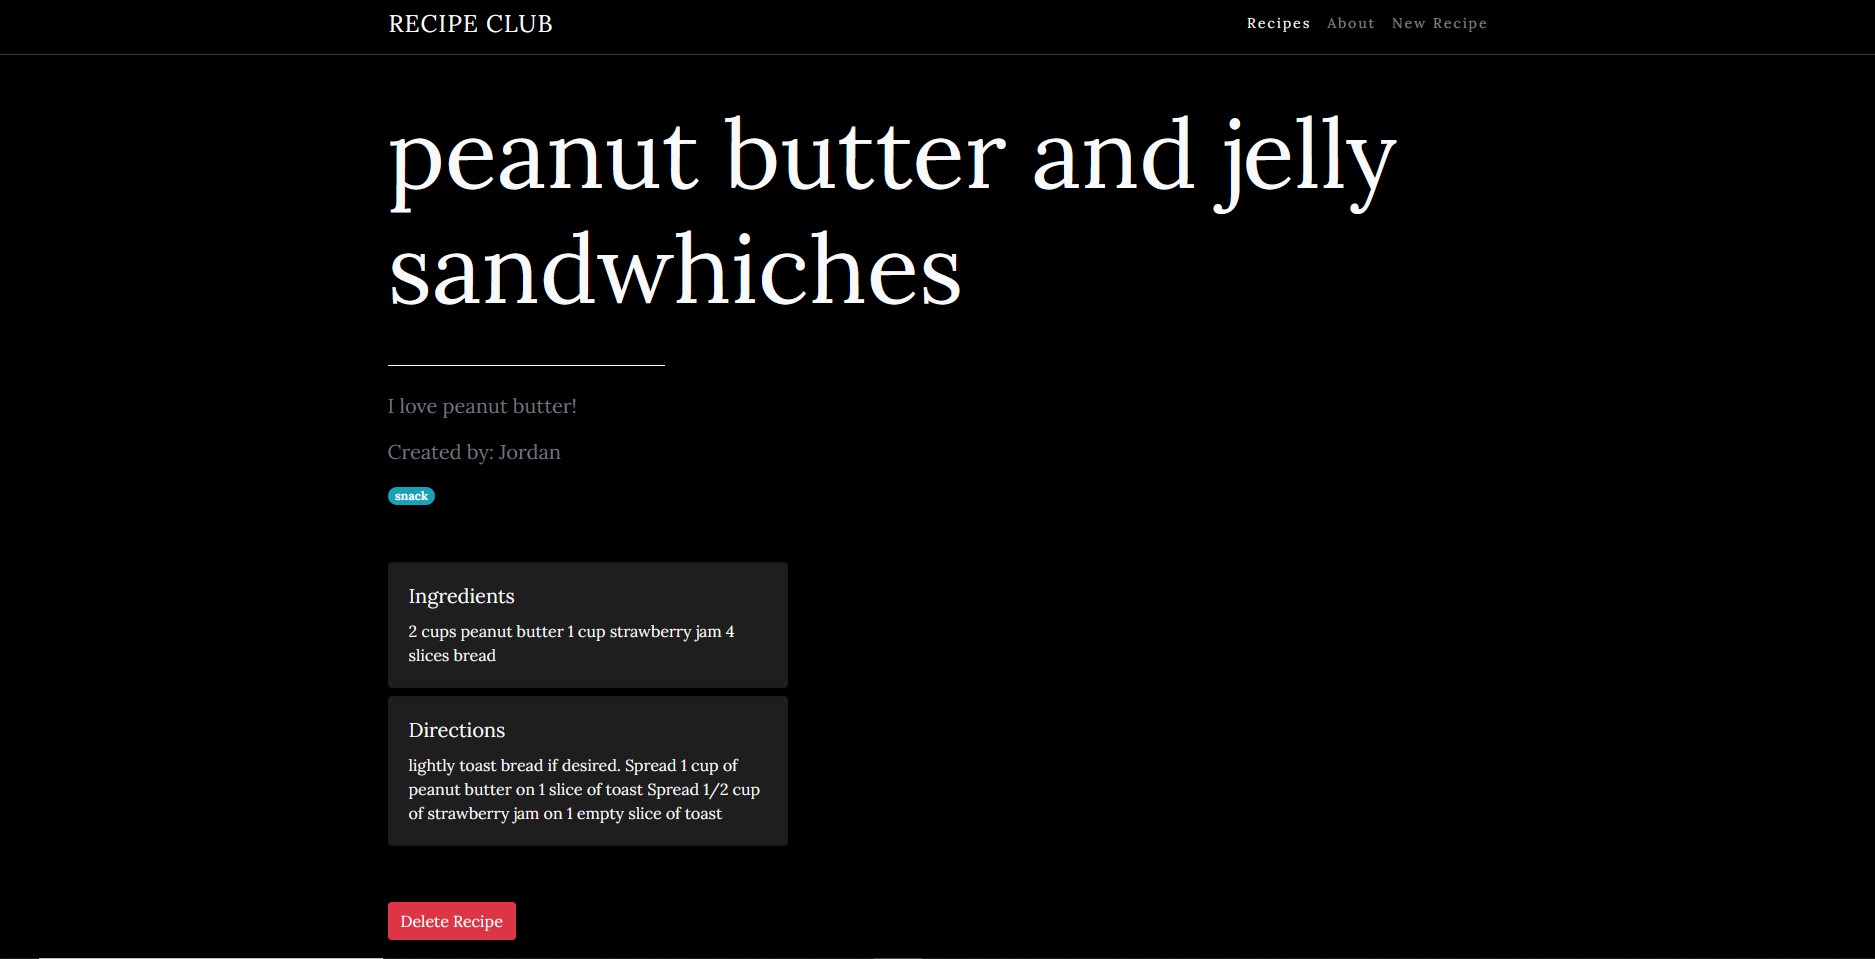 RECIPE CLUB
Recipes About New Recipe
peanut butter and jelly
sandwhiches
I love peanut butter!
Created by: Jordan
snack
Ingredients
2 cups peanut butter 1 cup strawberry jam 4
slices bread
Directions
lightly toast bread if desired. Spread 1 cup of
peanut butter on 1 slice of toast Spread 1/2 cup
of strawberry jam on 1 empty slice of toast
Delete Recipe